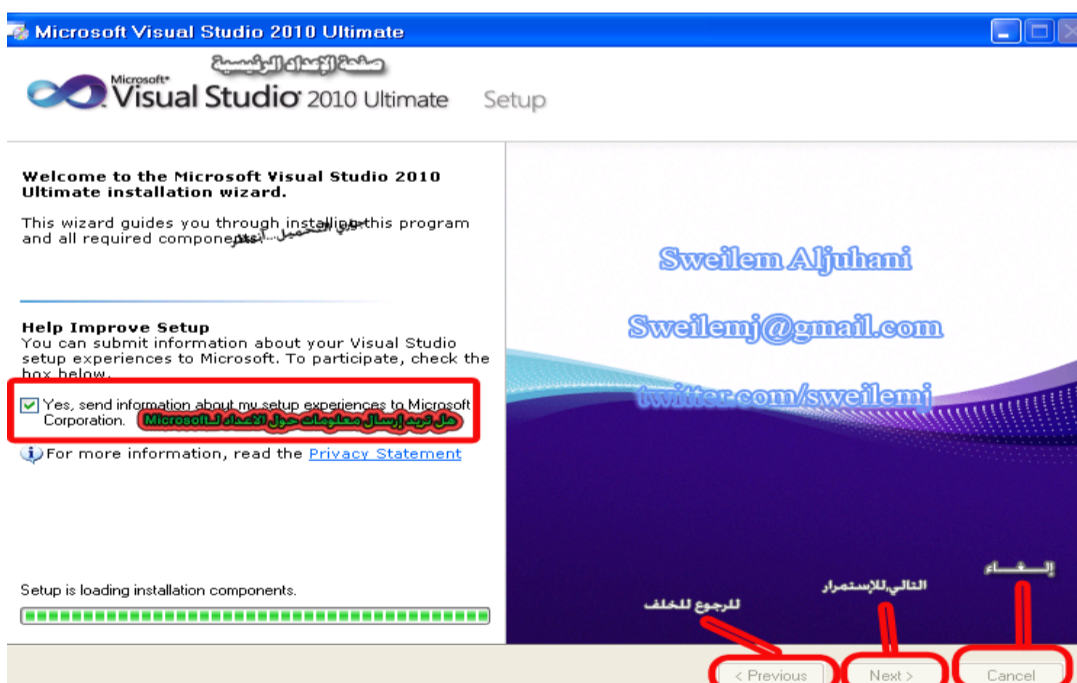 Microsoft Visual Studio 2010 Ultimate
صفحة الإعداد الرئيسية
Microsoft®
Visual Studio® 2010 Ultimate Setup
Welcome to the Microsoft Visual Studio 2010
Ultimate installation wizard.
This wizard guides you through installing this program
and all required components.
جاري التحميل...
Help Improve Setup
You can submit information about your Visual Studio
setup experiences to Microsoft. To participate, check the
box below.
Yes, send information about my setup experiences to Microsoft
Corporation.
هل تريد إرسال معلومات حول الاعداد لـMicrosoft
For more information, read the Privacy Statement
Setup is loading installation components.
Sweilem Aljuhani
Sweilemj@gmail.com
twitter.com/sweilemj
إلــغــاء
التالي,للإستمرار
للرجوع للخلف
< Previous
Next >
Cancel